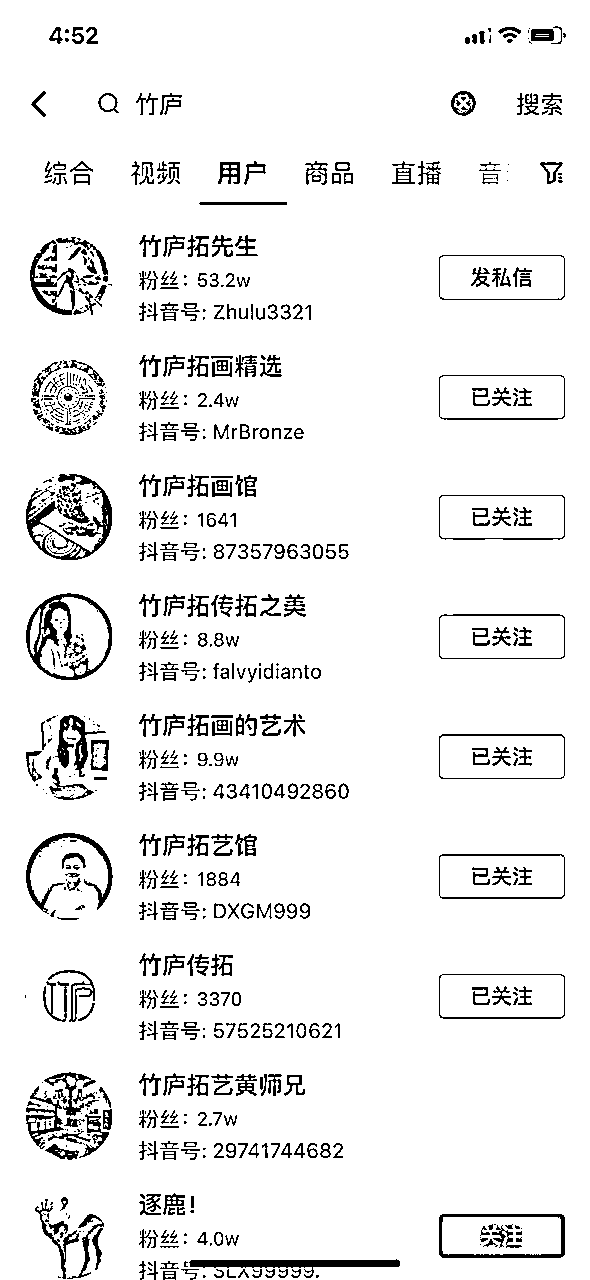 4:52
竹庐 搜索
综合 视频 用户 商品 直播 音
竹庐拓先生
粉丝：53.2w
抖音号: Zhulu3321
发私信
竹庐拓画精选
粉丝：2.4w
抖音号: MrBronze
已关注
竹庐拓画馆
粉丝：1641
抖音号: 87357963055
已关注
竹庐拓传拓之美
粉丝：8.8w
抖音号: falvyidianto
已关注
竹庐拓画的艺术
粉丝：9.9w
抖音号: 43410492860
已关注
竹庐拓艺馆
粉丝：1884
抖音号: DXGM999
已关注
竹庐
竹庐传拓
粉丝：3370
抖音号: 57525210621
已关注
竹庐拓艺黄师兄
粉丝：2.7w
抖音号: 29741744682
逐鹿！
粉丝：4.0w
抖音号: SLX99999.
关注